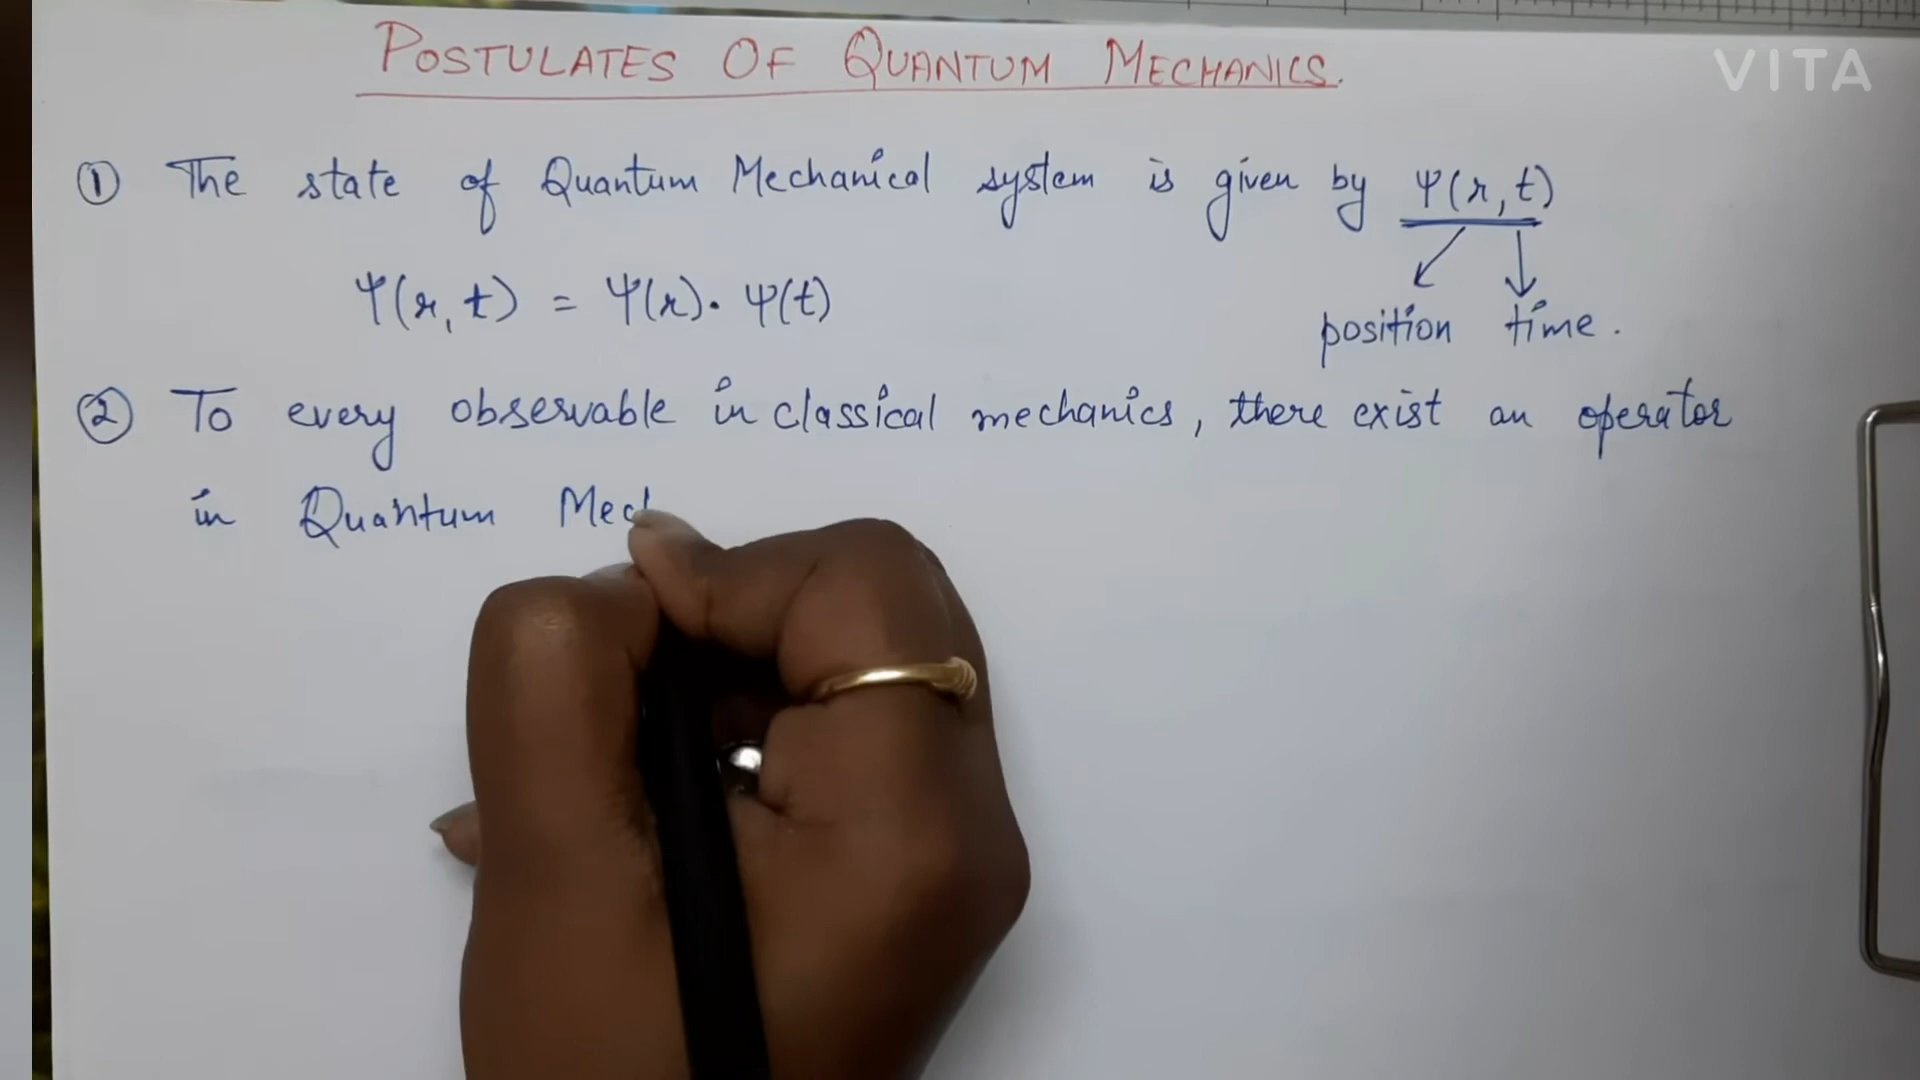 POSTULATES OF QUANTUM MECHANICS.
VITA
① The state of Quantum Mechanical system is given by Ψ(r,t)
Ψ(r,t) = Ψ(r). Ψ(t)
position time.
② To every observable in classical mechanics, there exist an operator
in Quantum Mech